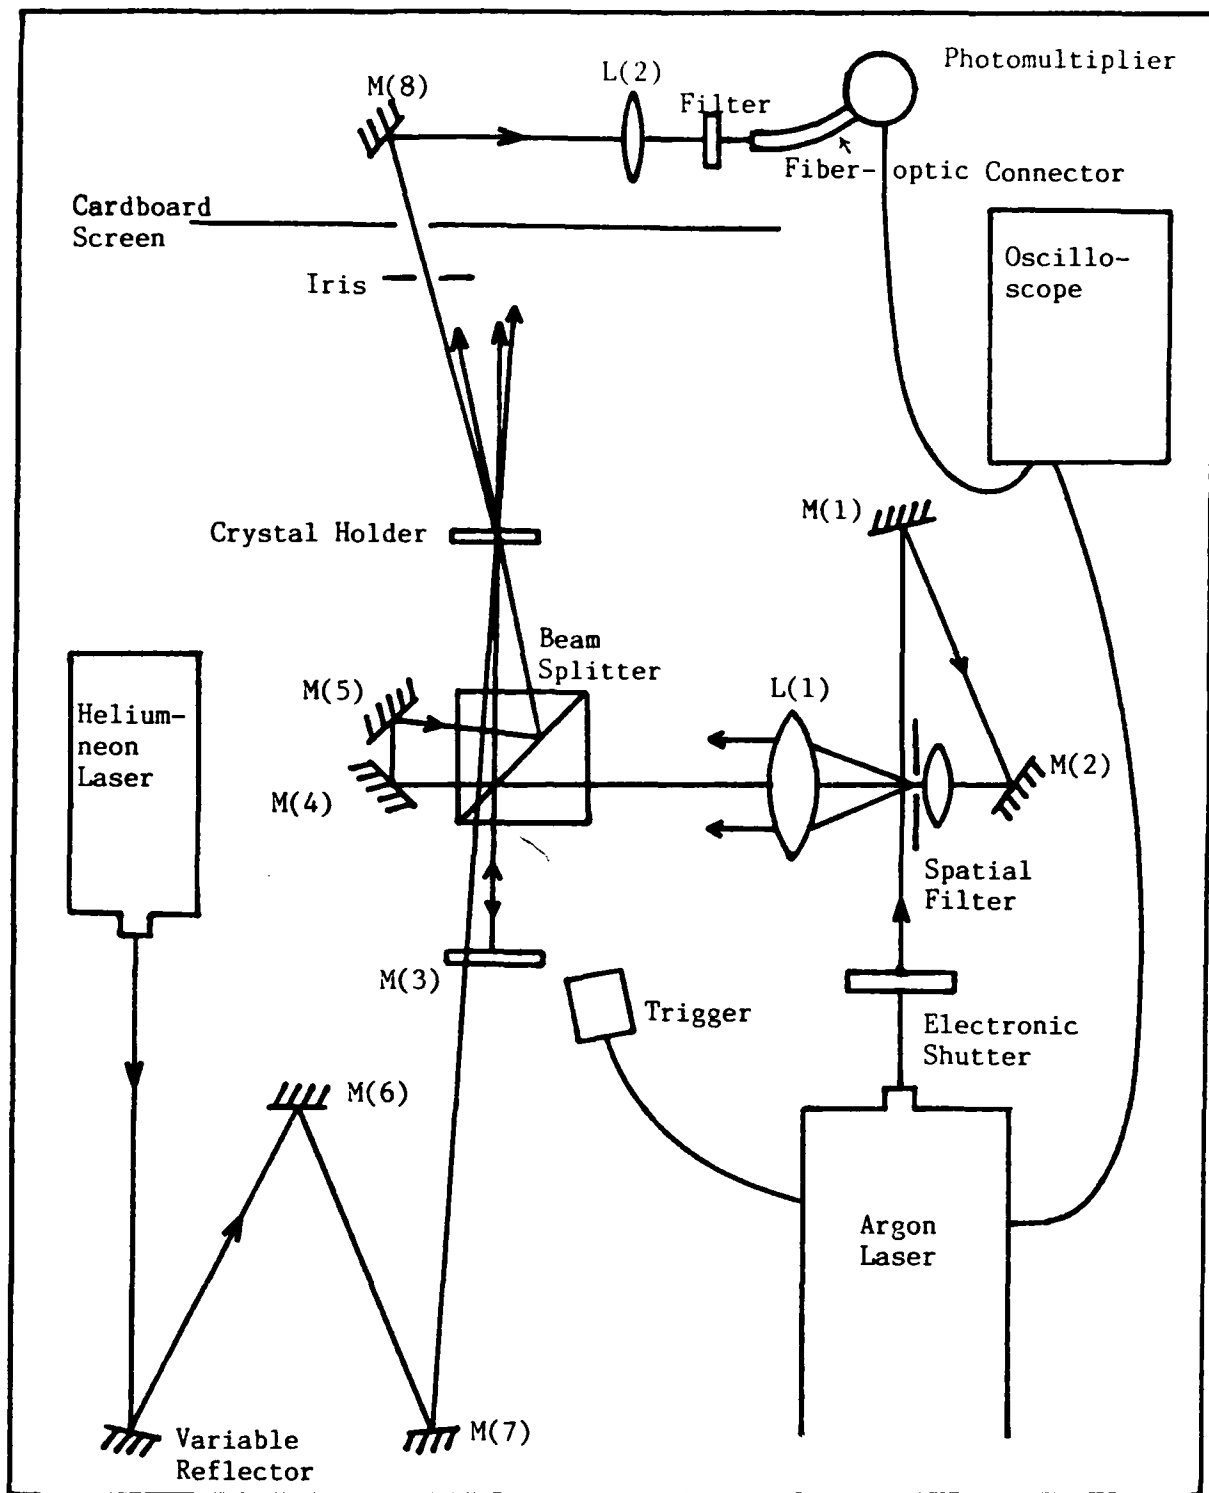 Photomultiplier
L(2)
M(8)
Filter
Fiber-optic Connector
Cardboard
Screen
Oscillo-
scope
Iris
M(1)
Crystal Holder
Beam
Splitter
M(5)
L(1)
Helium-
neon
Laser
M(2)
M(4)
Spatial
Filter
M(3)
Trigger
Electronic
Shutter
M(6)
Argon
Laser
M(7)
Variable
Reflector